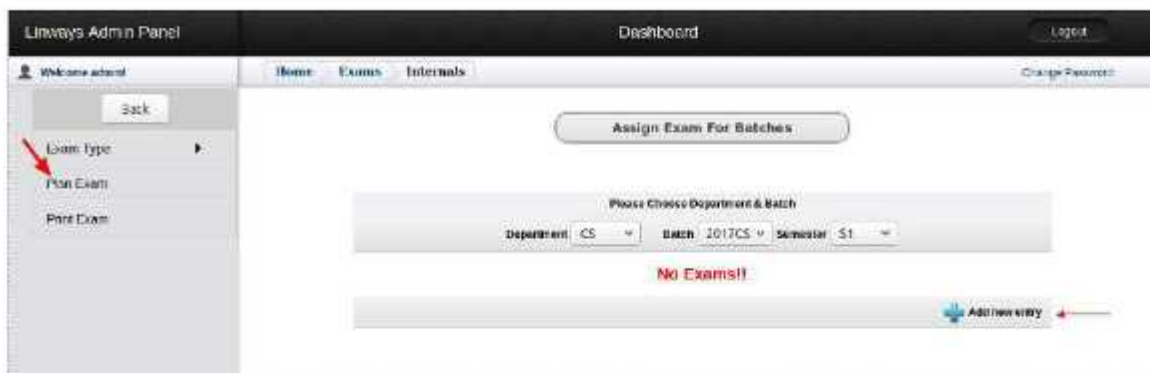 Linways Admin Panel
Dashboard
Logout
Welcome admin!
Home Exams Internals
Change Password
Back
Assign Exam For Batches
Exam Type
Plan Exam
Print Exam
Please Choose Department & Batch
Department CS Batch 2017CS Semester S1
No Exams!!
Add new entry